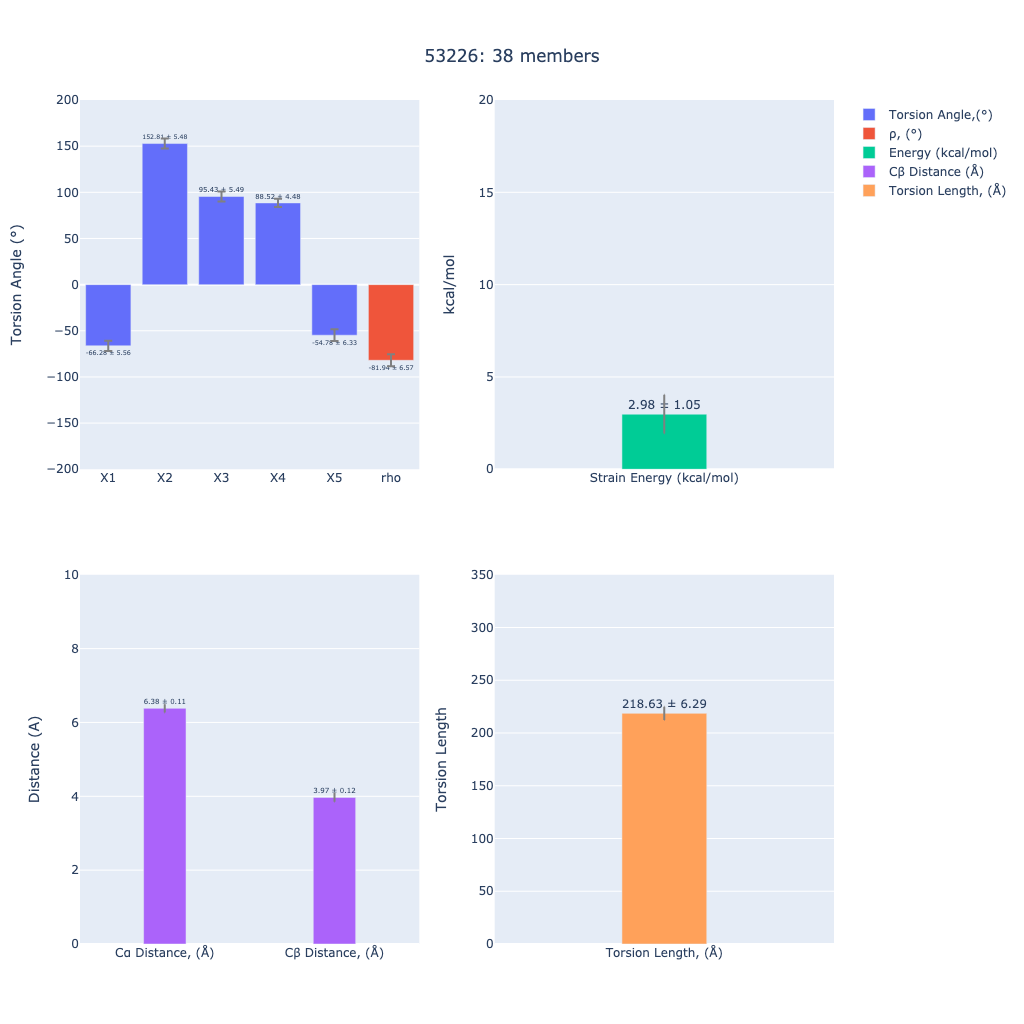 53226: 38 members
Torsion Angle (°)
200
150
100
50
0
−50
−100
−150
−200
-66.28 ± 5.56
152.81 ± 5.48
95.43 ± 5.49
88.52 ± 4.48
-54.78 ± 6.33
-81.94 ± 6.57
X1 X2 X3 X4 X5 rho
kcal/mol
20
15
10
5
0
2.98 ± 1.05
Strain Energy (kcal/mol)
Torsion Angle,(°)
ρ, (°)
Energy (kcal/mol)
Cβ Distance (Å)
Torsion Length, (Å)
Distance (A)
10
8
6
4
2
0
6.38 ± 0.11
3.97 ± 0.12
Cα Distance, (Å) Cβ Distance, (Å)
Torsion Length
350
300
250
200
150
100
50
0
218.63 ± 6.29
Torsion Length, (Å)